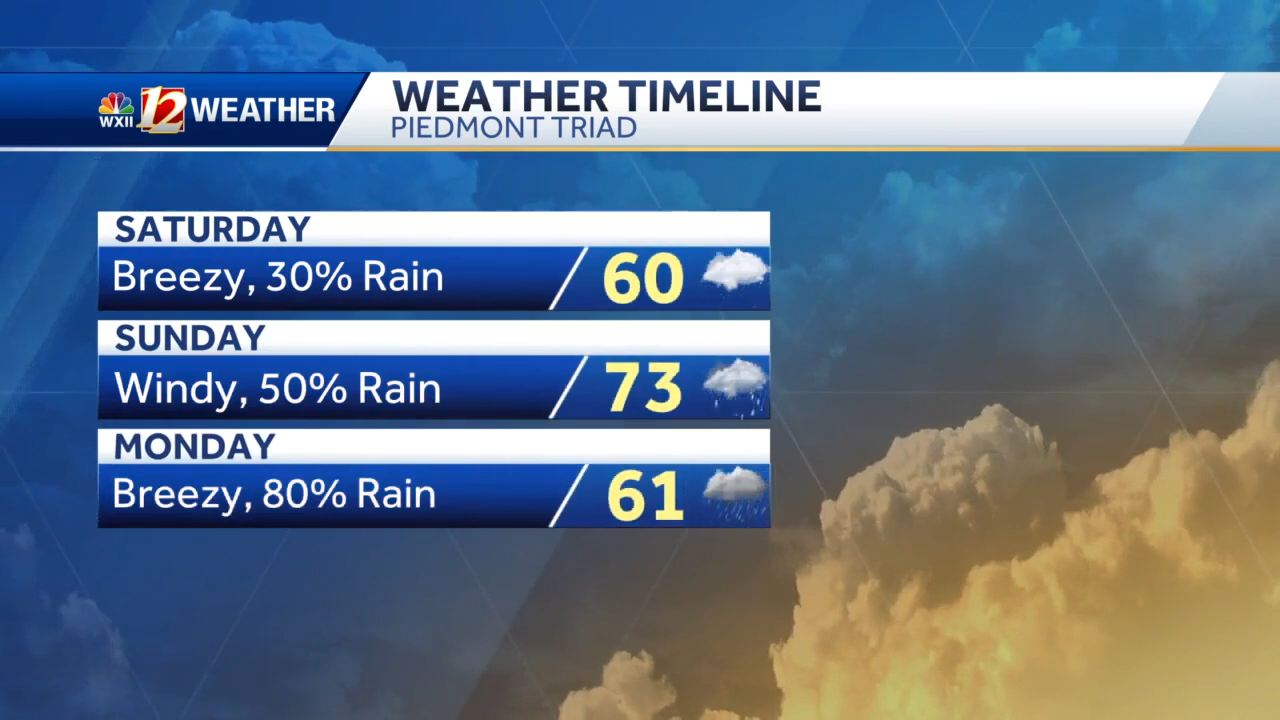 WXII 12 WEATHER
WEATHER TIMELINE
PIEDMONT TRIAD
SATURDAY
Breezy, 30% Rain 60
SUNDAY
Windy, 50% Rain 73
MONDAY
Breezy, 80% Rain 61